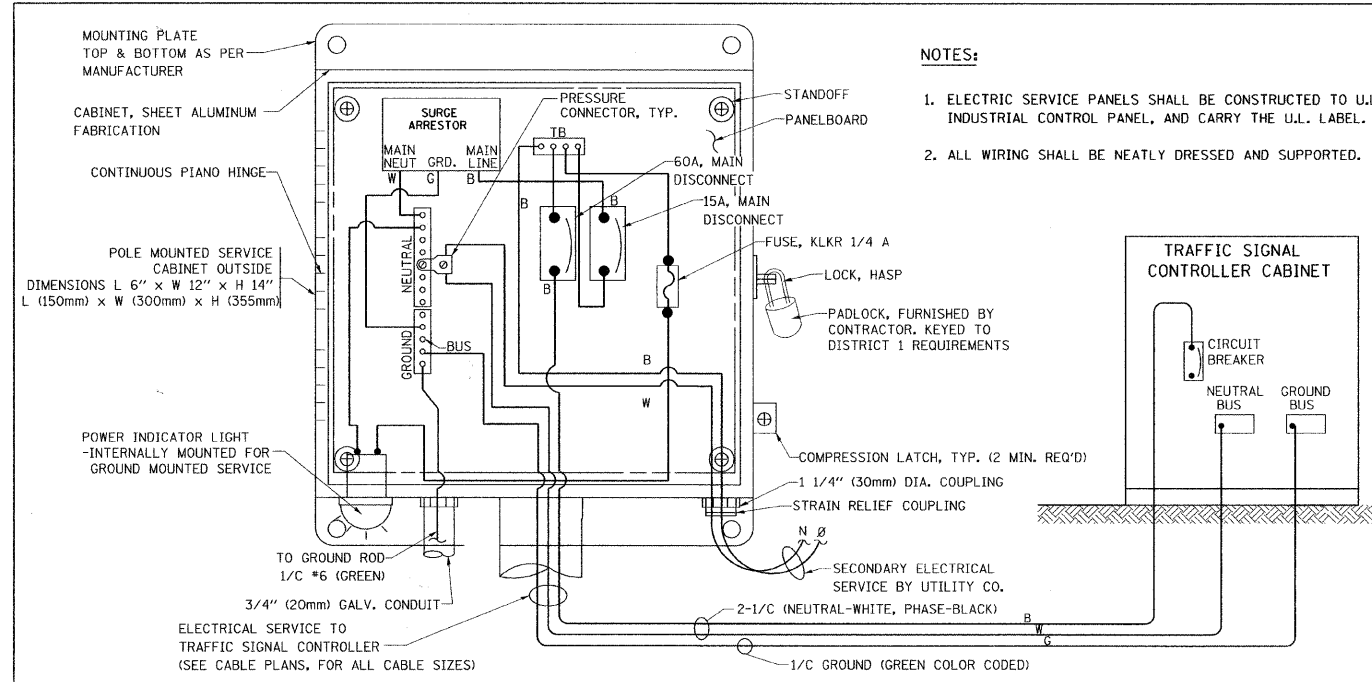 MOUNTING PLATE
TOP & BOTTOM AS PER
MANUFACTURER
CABINET, SHEET ALUMINUM
FABRICATION
CONTINUOUS PIANO HINGE
POLE MOUNTED SERVICE
CABINET OUTSIDE
DIMENSIONS L 6" x W 12" x H 14"
L (150mm) x W (300mm) x H (355mm)
POWER INDICATOR LIGHT
-INTERNALLY MOUNTED FOR
GROUND MOUNTED SERVICE
SURGE
ARRESTOR
MAIN
NEUT
GRD.
MAIN
LINE
W
G
B
PRESSURE
CONNECTOR, TYP.
TB
60A, MAIN
DISCONNECT
B
B
15A, MAIN
DISCONNECT
B
FUSE, KLKR 1/4 A
NEUTRAL
GROUND
BUS
B
W
STANDOFF
PANELBOARD
LOCK, HASP
PADLOCK, FURNISHED BY
CONTRACTOR. KEYED TO
DISTRICT 1 REQUIREMENTS
COMPRESSION LATCH, TYP. (2 MIN. REQ'D)
1 1/4" (30mm) DIA. COUPLING
STRAIN RELIEF COUPLING
N Ø
SECONDARY ELECTRICAL
SERVICE BY UTILITY CO.
TO GROUND ROD
1/C #6 (GREEN)
3/4" (20mm) GALV. CONDUIT
ELECTRICAL SERVICE TO
TRAFFIC SIGNAL CONTROLLER
(SEE CABLE PLANS, FOR ALL CABLE SIZES)
2-1/C (NEUTRAL-WHITE, PHASE-BLACK)
B
W
G
1/C GROUND (GREEN COLOR CODED)
NOTES:
1. ELECTRIC SERVICE PANELS SHALL BE CONSTRUCTED TO U.L
INDUSTRIAL CONTROL PANEL, AND CARRY THE U.L. LABEL.
2. ALL WIRING SHALL BE NEATLY DRESSED AND SUPPORTED.
TRAFFIC SIGNAL
CONTROLLER CABINET
CIRCUIT
BREAKER
NEUTRAL
BUS
GROUND
BUS